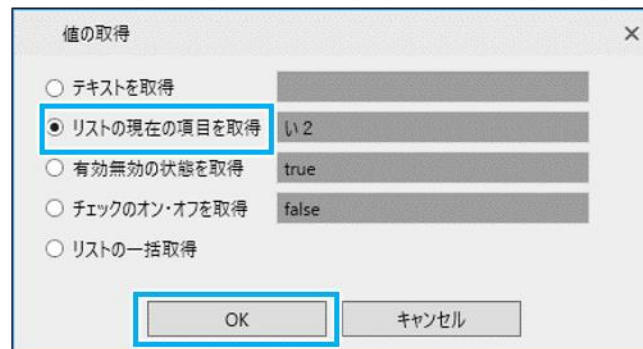 値の取得
テキストを取得
リストの現在の項目を取得 い2
有効無効の状態を取得 true
チェックのオン・オフを取得 false
リストの一括取得
OK キャンセル